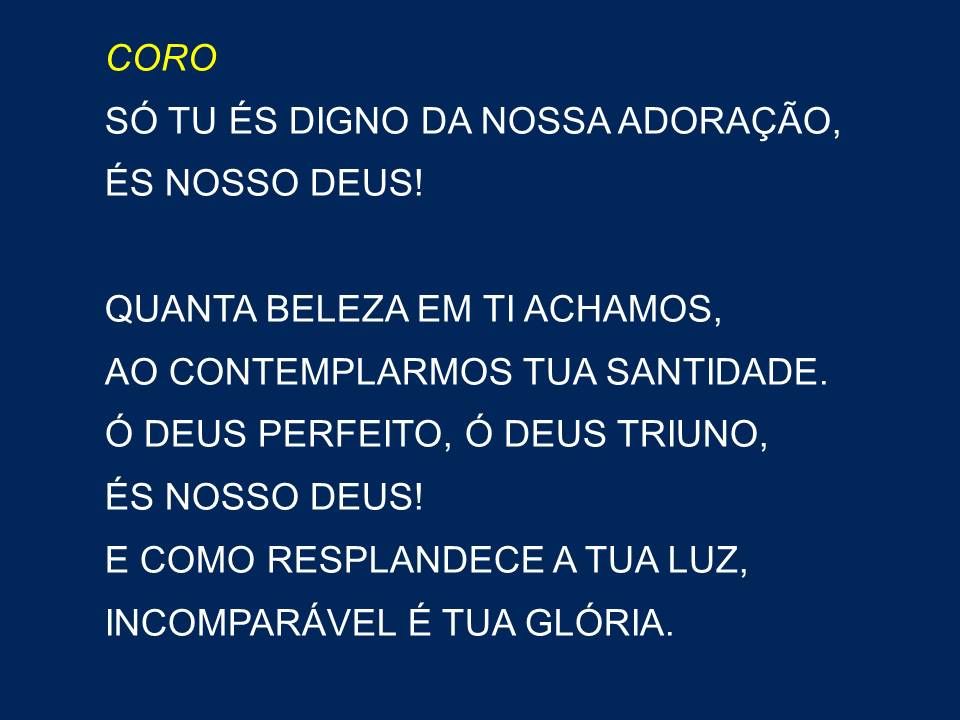 CORO
SÓ TU ÉS DIGNO DA NOSSA ADORAÇÃO,
ÉS NOSSO DEUS!
QUANTA BELEZA EM TI ACHAMOS,
AO CONTEMPLARMOS TUA SANTIDADE.
Ó DEUS PERFEITO, Ó DEUS TRIUNO,
ÉS NOSSO DEUS!
E COMO RESPLANDECE A TUA LUZ,
INCOMPARÁVEL É TUA GLÓRIA.